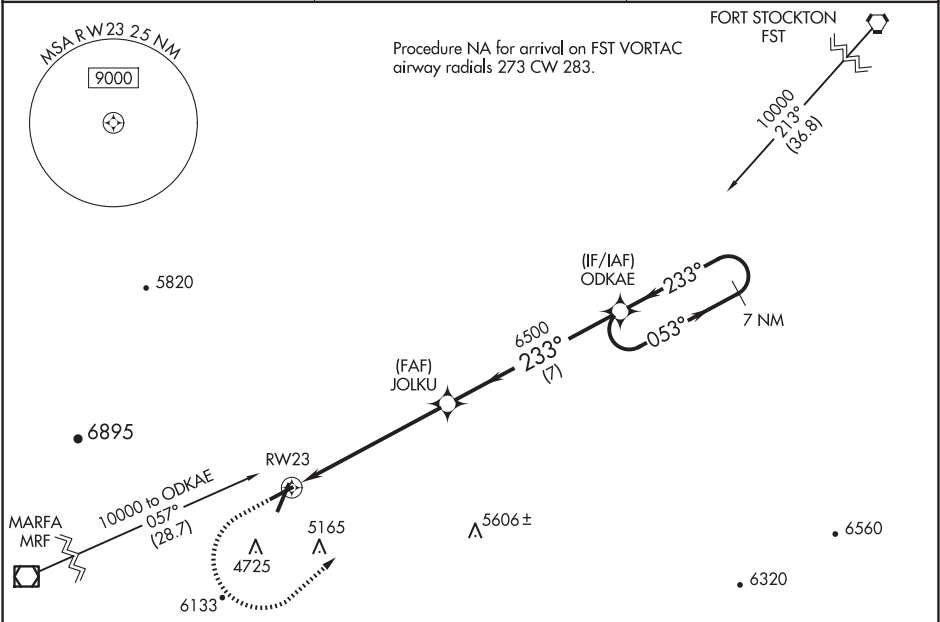 MSA RW23 25 NM
9000
Procedure NA for arrival on FST VORTAC
airway radials 273 CW 283.
FORT STOCKTON
FST
10000
213°
(36.8)
5820
(IF/IAF)
ODKAE
233°
053°
7 NM
6500
233°
(7)
(FAF)
JOLKU
6895
RW23
10000 to ODKAE
057°
(28.7)
MARFA
MRF
4725
5165
5606±
6560
6320
6133